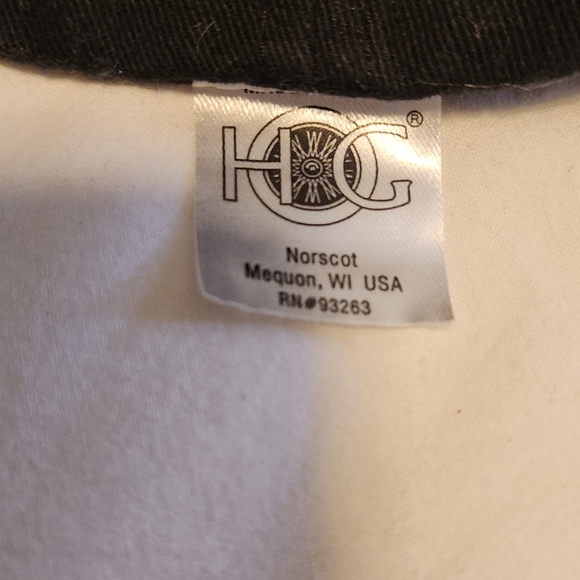 HOG®
Norscot
Mequon, WI USA
RN#93263